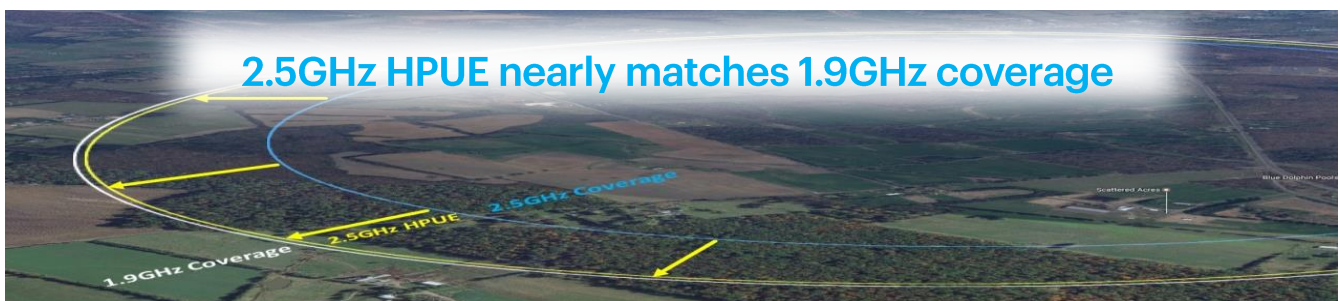 2.5GHz HPUE nearly matches 1.9GHz coverage
2.5GHz Coverage
Scattered Acres
Blue Dolphin Pools
2.5GHz HPUE
1.9GHz Coverage